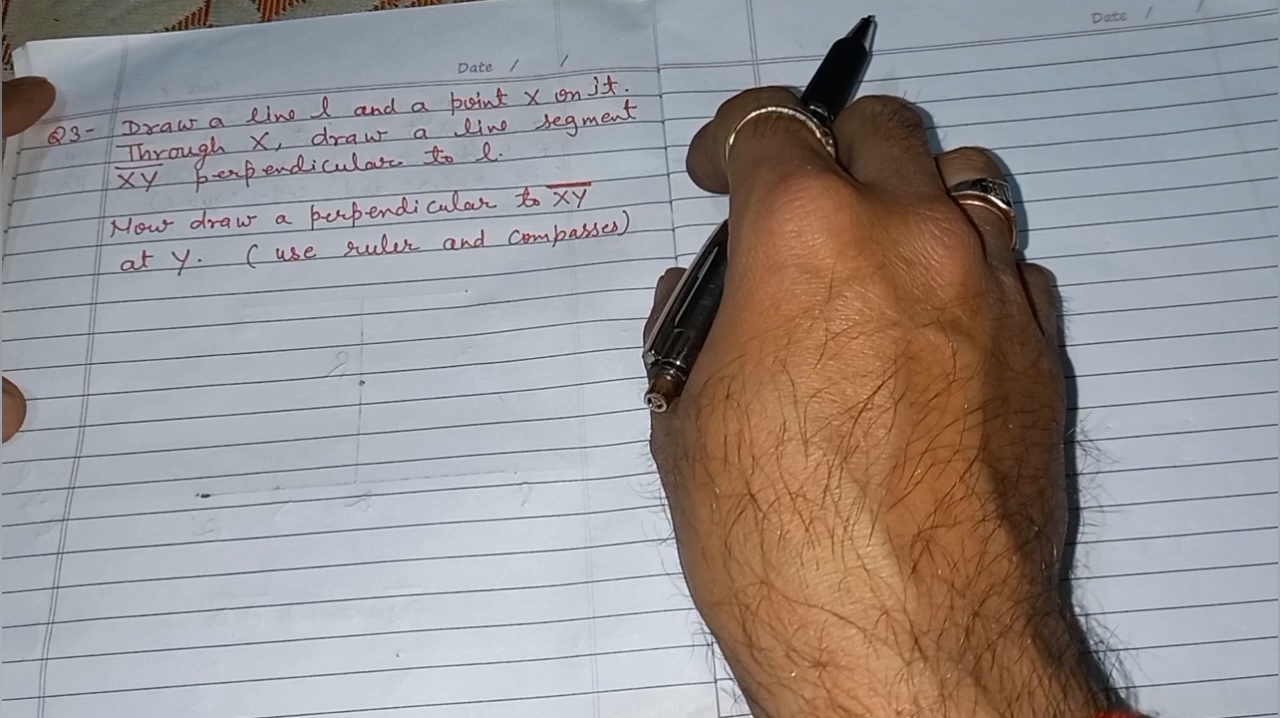 Date / /
Date / /
Q3- Draw a line l and a point X on it.
Through X, draw a line segment
XY perpendicular to l.
Now draw a perpendicular to XY
at Y. (use ruler and compasses)